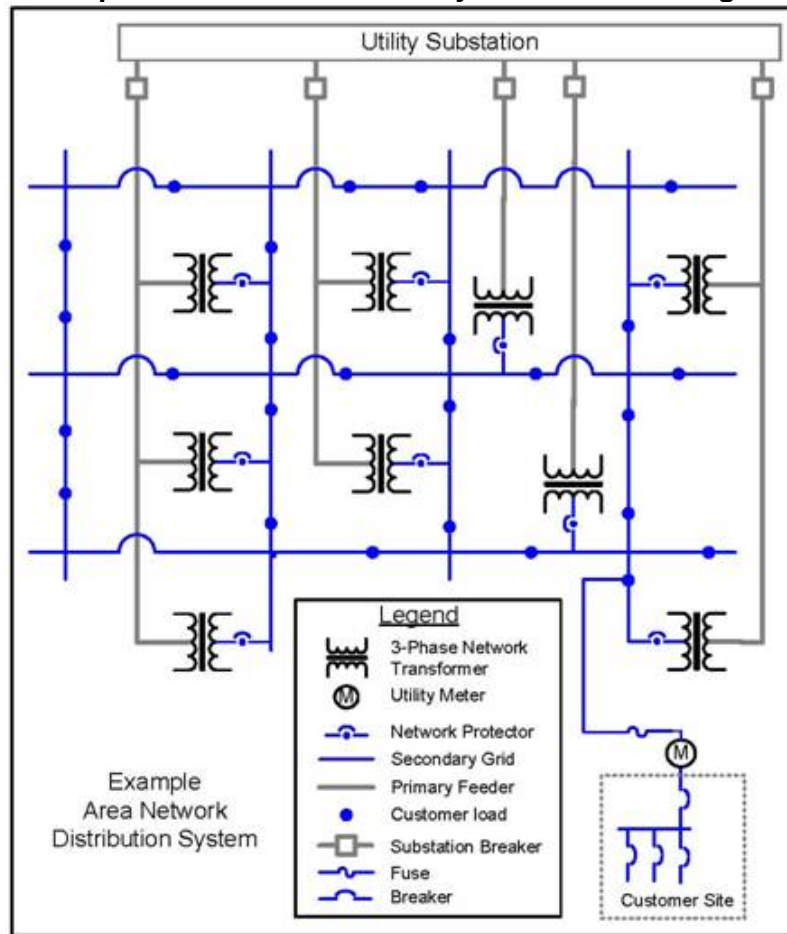 Utility Substation
Legend
3-Phase Network
Transformer
M
Utility Meter
Network Protector
Secondary Grid
Primary Feeder
Customer load
Substation Breaker
Fuse
Breaker
Example
Area Network
Distribution System
M
Customer Site